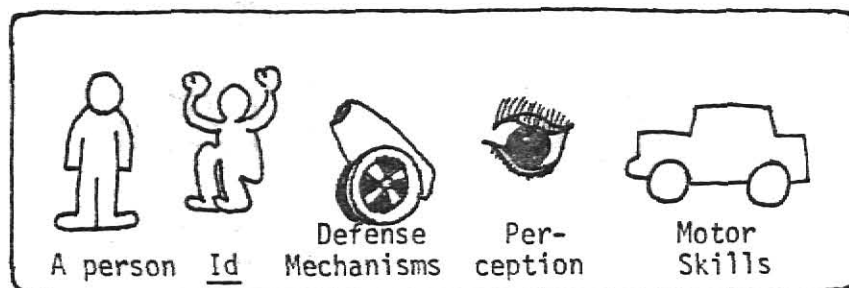 A person
Id
Defense
Mechanisms
Per-
ception
Motor
Skills